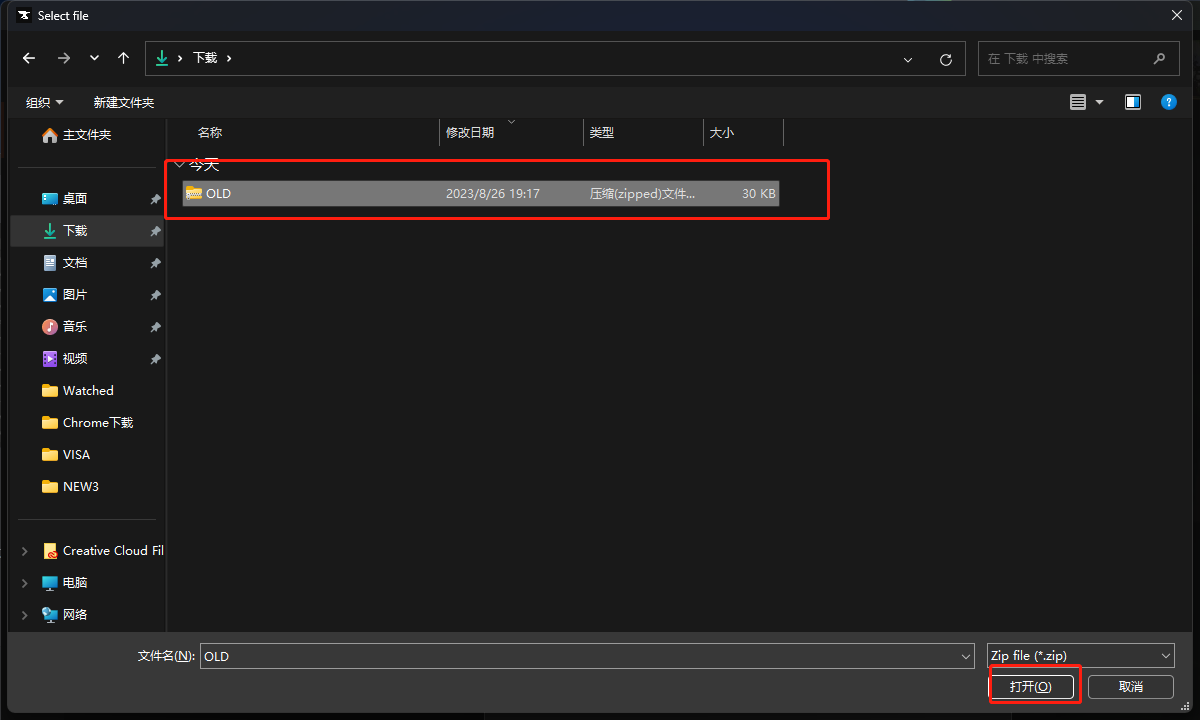 Select file
下载
在 下载 中搜索
组织 新建文件夹
主文件夹
桌面
下载
文档
图片
音乐
视频
Watched
Chrome下载
VISA
NEW3
Creative Cloud Fil
电脑
网络
名称 修改日期 类型 大小
今天
OLD 2023/8/26 19:17 压缩(zipped)文件... 30 KB
文件名(N): OLD Zip file (*.zip)
打开(O) 取消